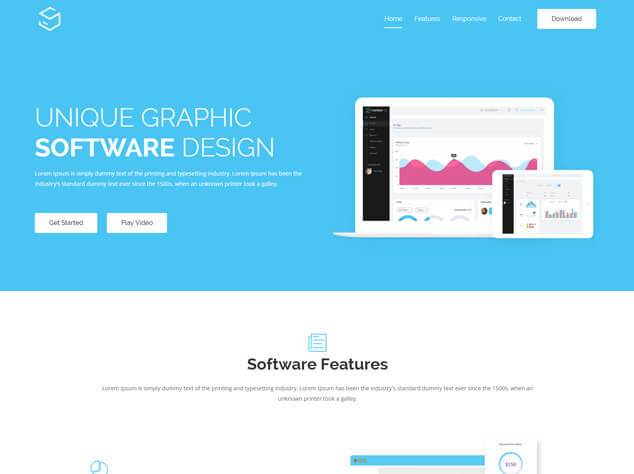 Home Features Responsive Contact Download
UNIQUE GRAPHIC
SOFTWARE DESIGN
Lorem Ipsum is simply dummy text of the printing and typesetting industry. Lorem Ipsum has been the
industry's standard dummy text ever since the 1500s, when an unknown printer took a galley.
Get Started Play Video
Software Features
Lorem Ipsum is simply dummy text of the printing and typesetting industry. Lorem Ipsum has been the industry's standard dummy text ever since the 1500s, when an
unknown printer took a galley.
$150